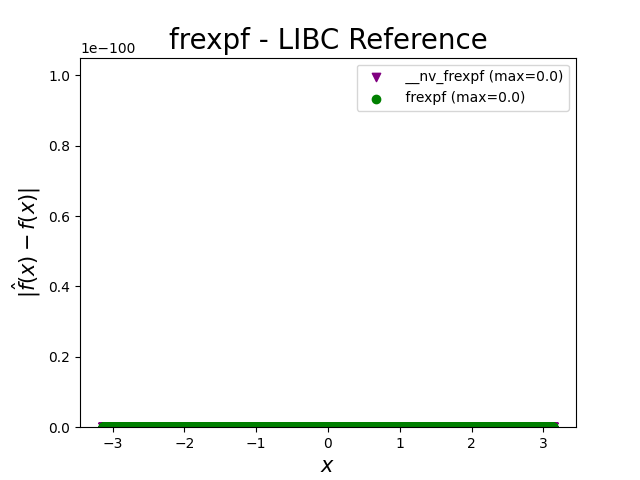 frexpf - LIBC Reference
1e−100
1.0
0.8
0.6
0.4
0.2
0.0
|f̂(x) − f(x)|
__nv_frexpf (max=0.0)
frexpf (max=0.0)
−3
−2
−1
0
1
2
3
x